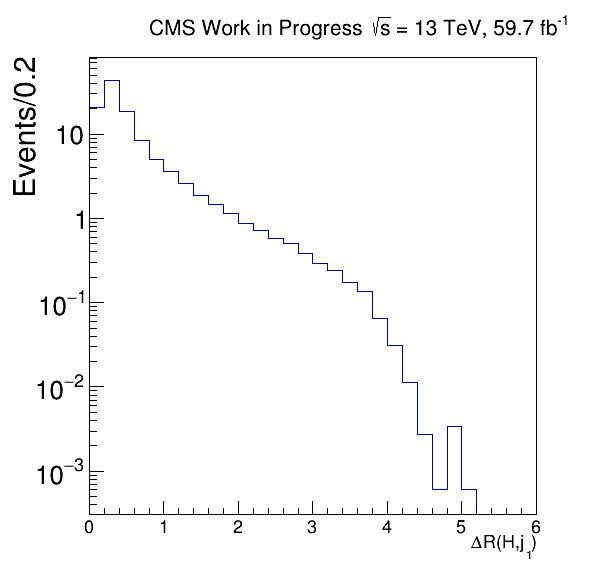 CMS Work in Progress √s = 13 TeV, 59.7 fb⁻¹
Events/0.2
10
1
10⁻¹
10⁻²
10⁻³
0 1 2 3 4 5 6
ΔR(H,j₁)